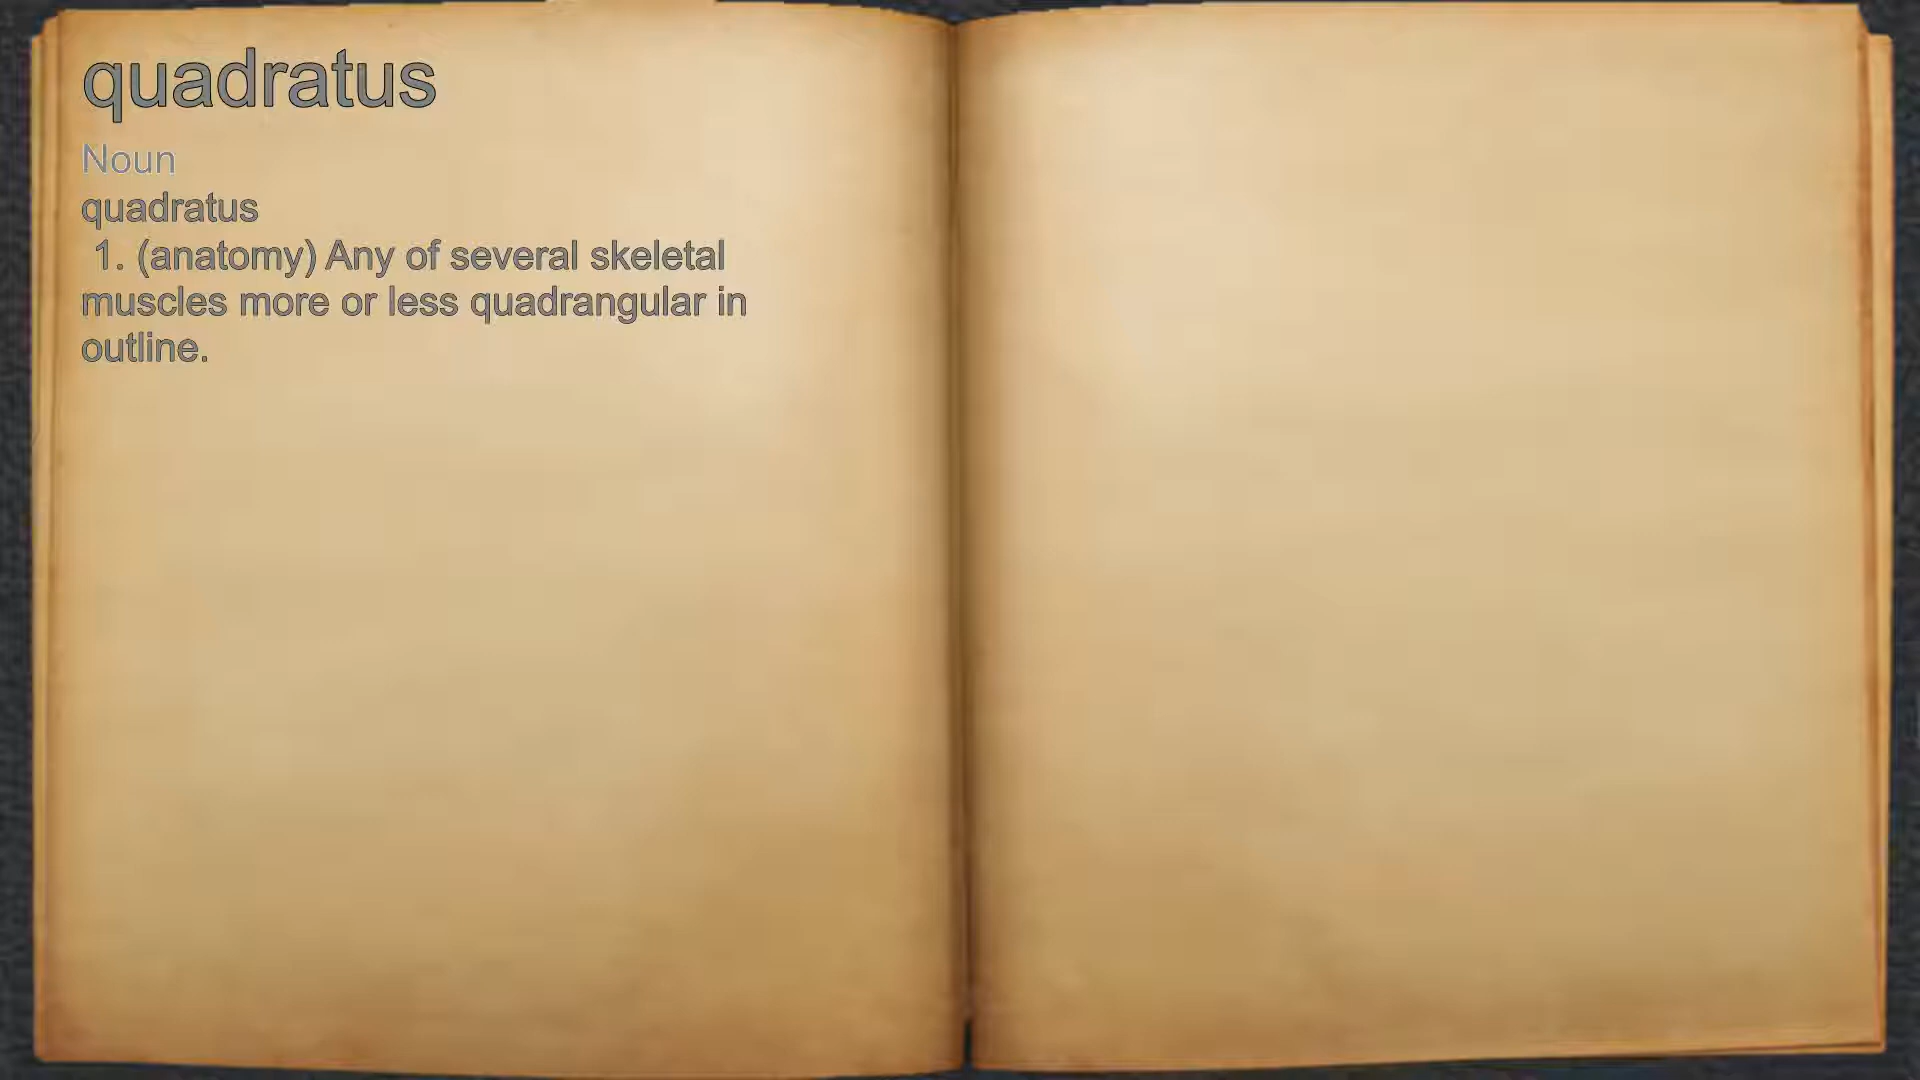 quadratus
Noun
quadratus
1. (anatomy) Any of several skeletal
muscles more or less quadrangular in
outline.